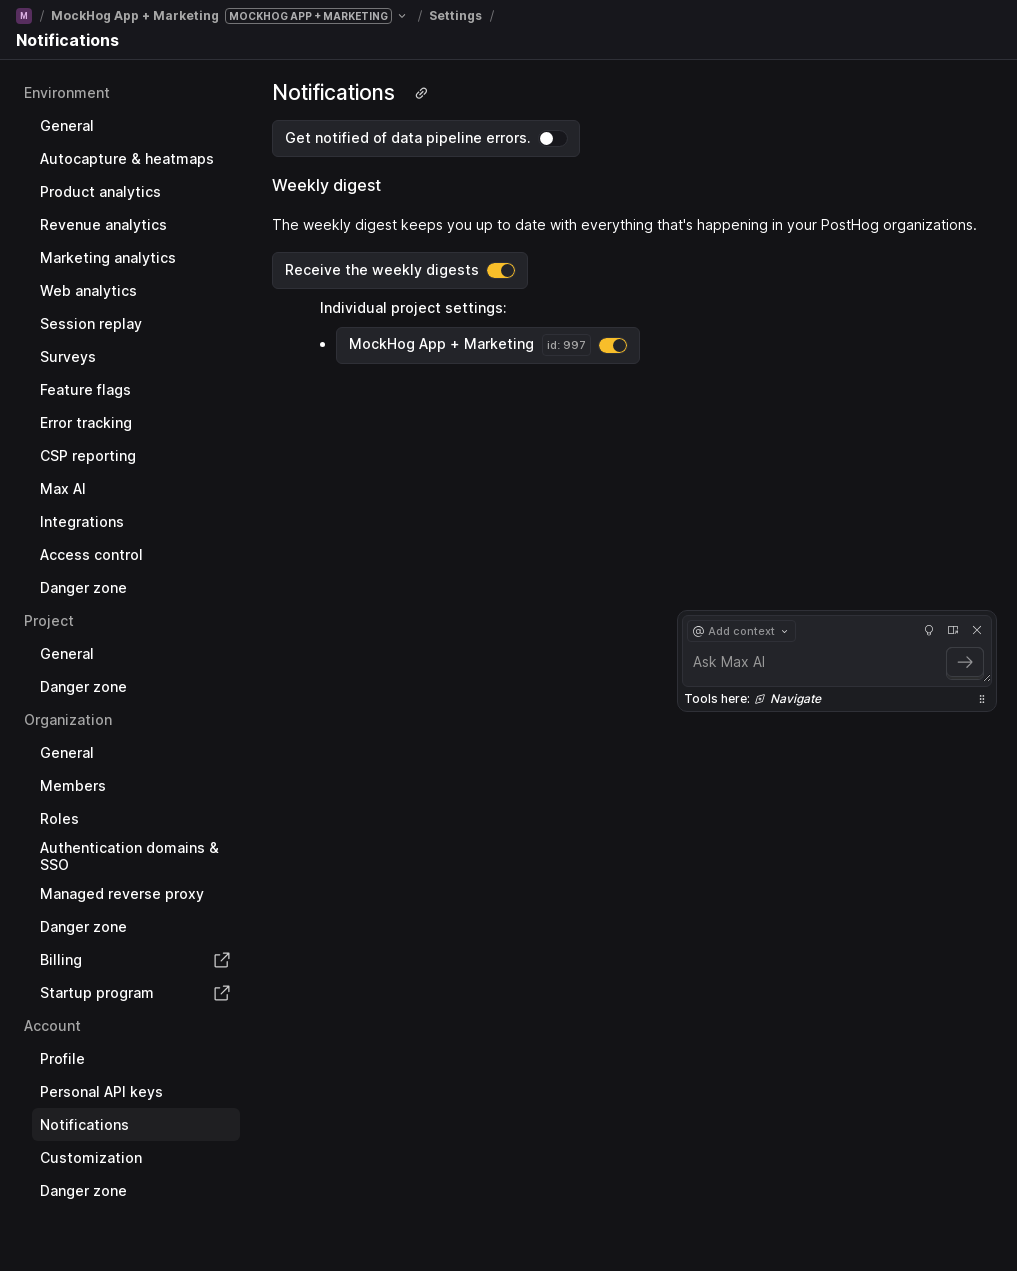 M / MockHog App + Marketing MOCKHOG APP + MARKETING / Settings /
Notifications
Environment
General
Autocapture & heatmaps
Product analytics
Revenue analytics
Marketing analytics
Web analytics
Session replay
Surveys
Feature flags
Error tracking
CSP reporting
Max AI
Integrations
Access control
Danger zone
Project
General
Danger zone
Organization
General
Members
Roles
Authentication domains &
SSO
Managed reverse proxy
Danger zone
Billing
Startup program
Account
Profile
Personal API keys
Notifications
Customization
Danger zone
Notifications
Get notified of data pipeline errors.
Weekly digest
The weekly digest keeps you up to date with everything that's happening in your PostHog organizations.
Receive the weekly digests
Individual project settings:
• MockHog App + Marketing id: 997
@ Add context
Ask Max AI
Tools here: Navigate